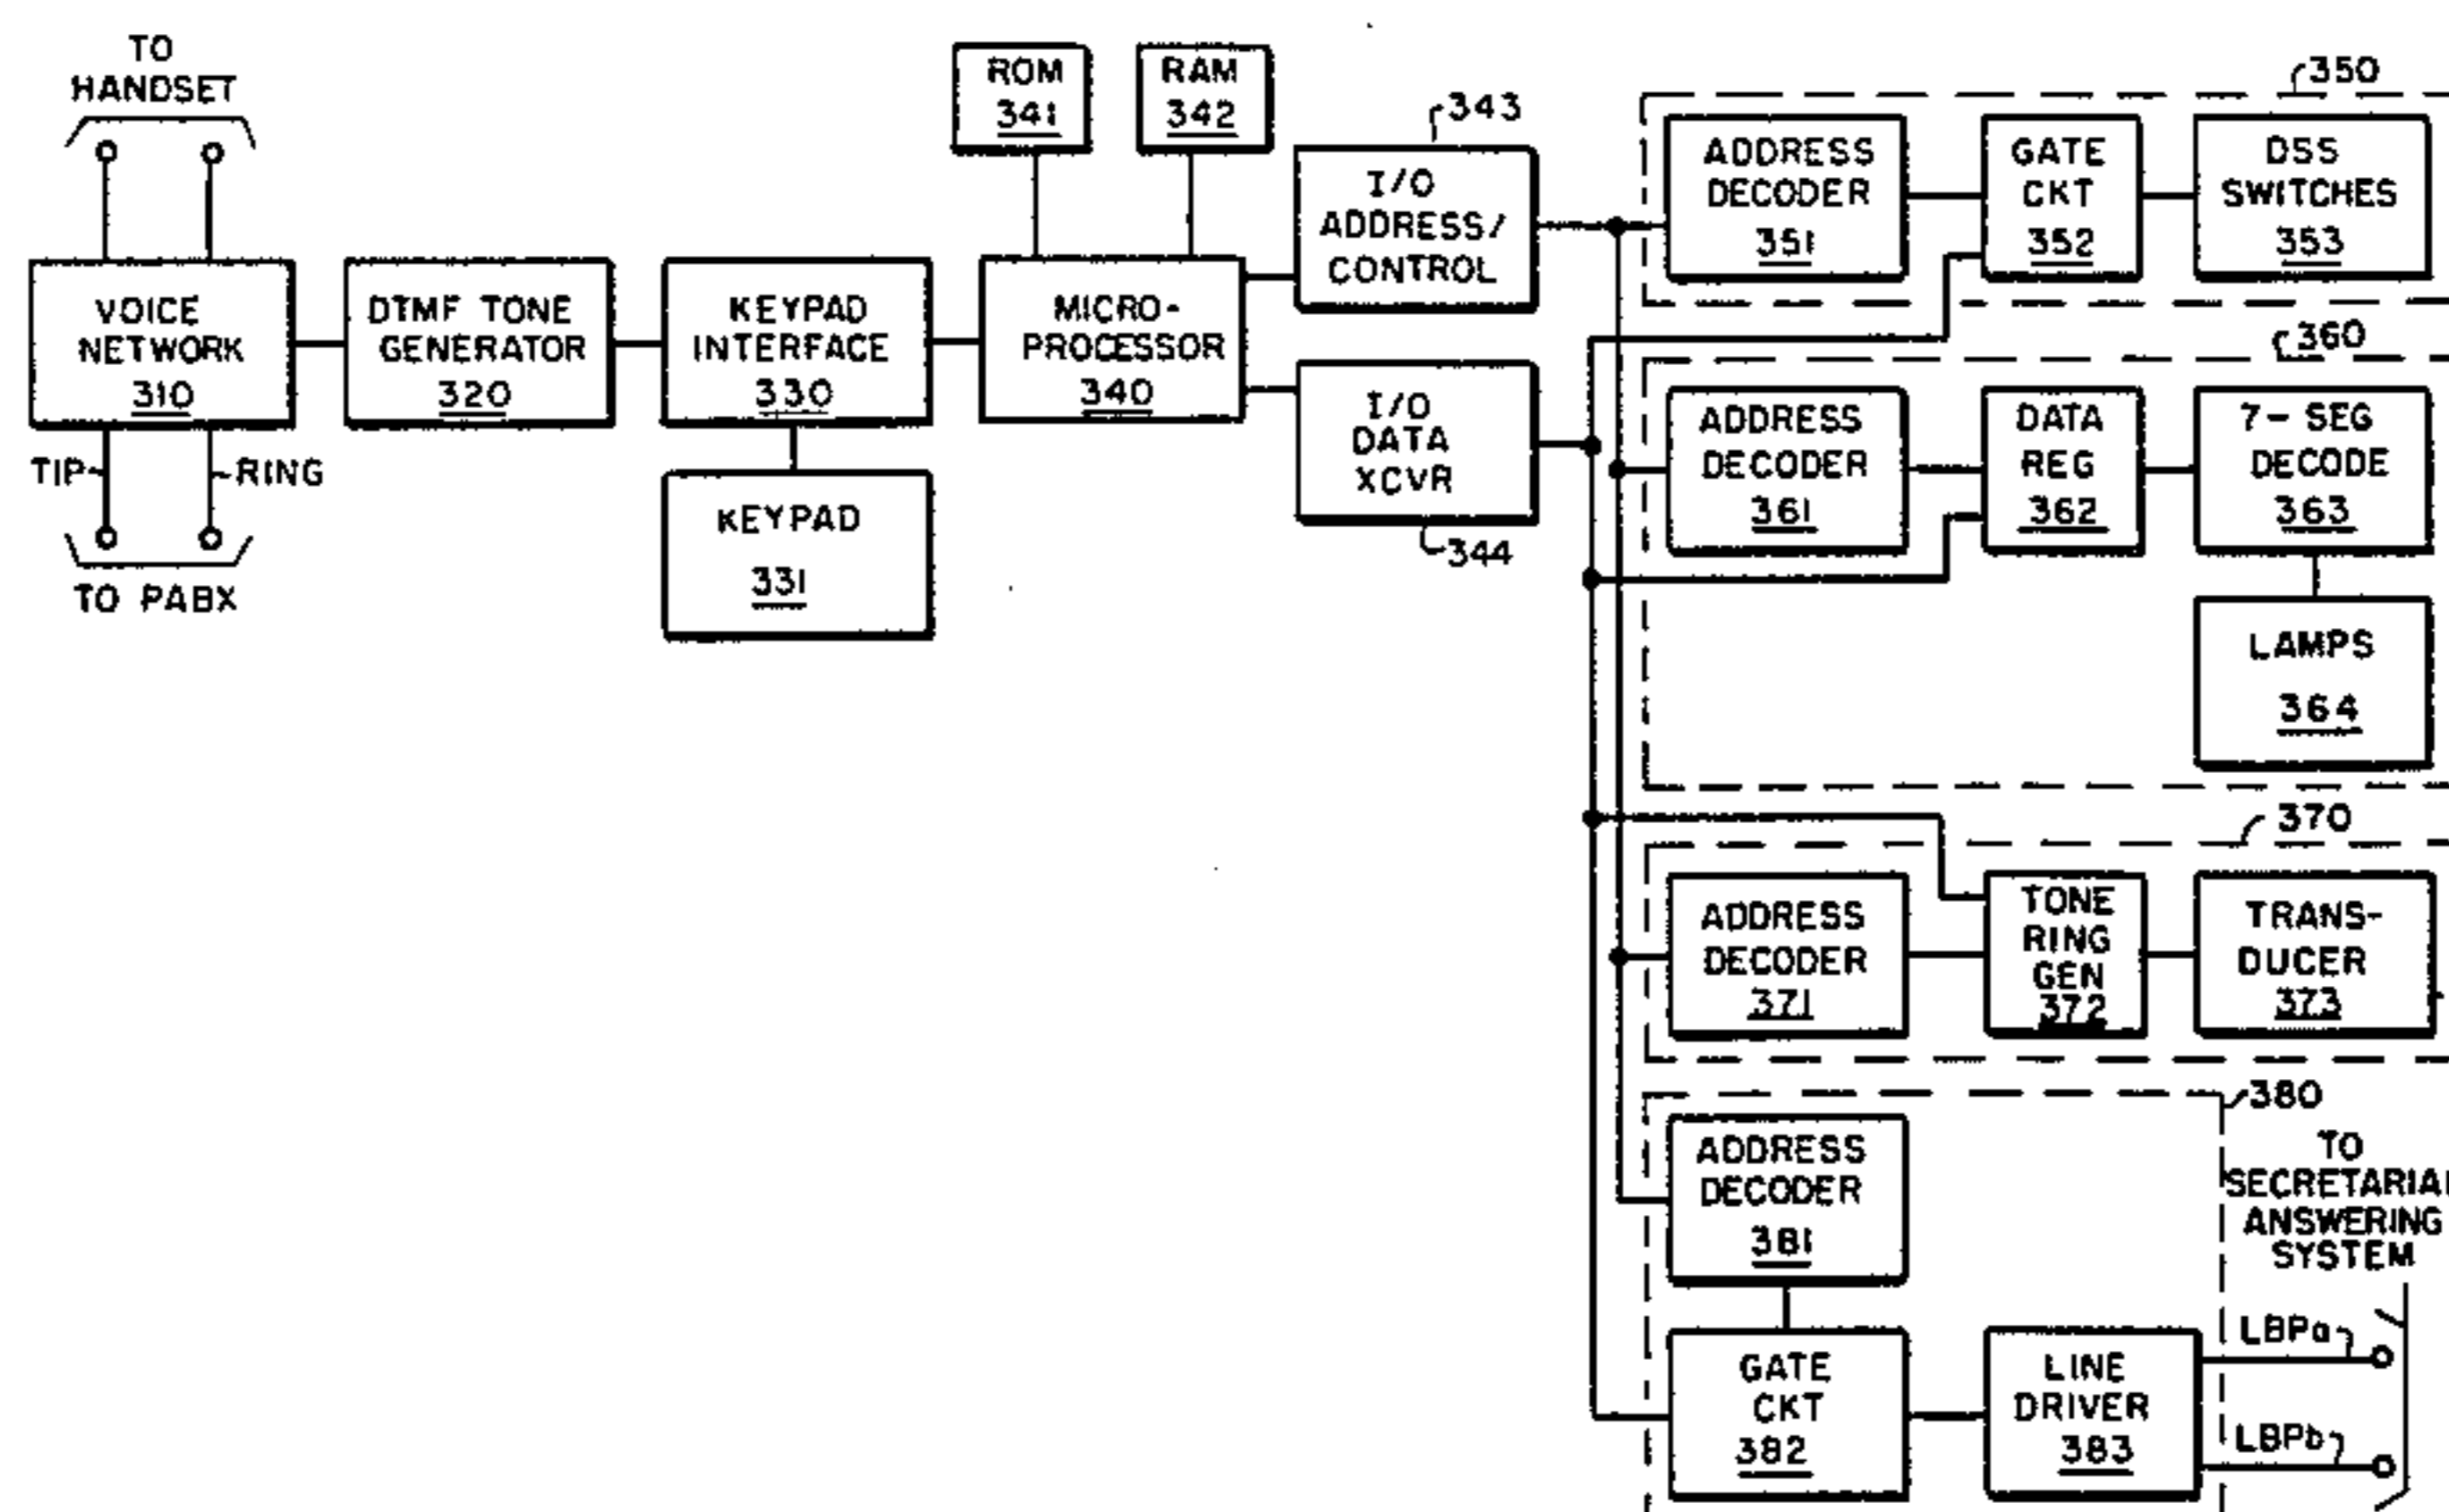 TO
HANDSET
VOICE
NETWORK
310
TIP
RING
TO PABX
DTMF TONE
GENERATOR
320
KEYPAD
INTERFACE
330
KEYPAD
331
ROM
341
RAM
342
MICRO-
PROCESSOR
340
343
I/O
ADDRESS/
CONTROL
I/O
DATA
XCVR
344
350
ADDRESS
DECODER
351
GATE
CKT
352
DSS
SWITCHES
353
360
ADDRESS
DECODER
361
DATA
REG
362
7-SEG
DECODE
363
LAMPS
364
370
ADDRESS
DECODER
371
TONE
RING
GEN
372
TRANS-
DUCER
373
380
ADDRESS
DECODER
381
GATE
CKT
382
LINE
DRIVER
383
TO
SECRETARIAL
ANSWERING
SYSTEM
LBPa
LBPb